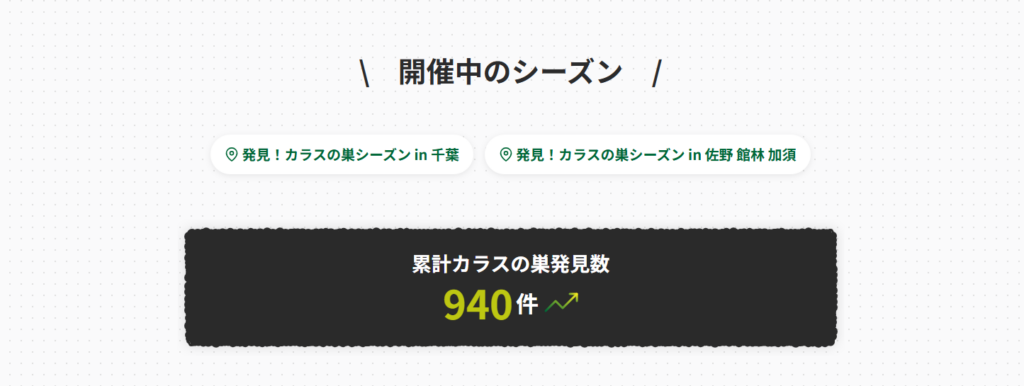 \ 開催中のシーズン /
発見！カラスの巣シーズン in 千葉
発見！カラスの巣シーズン in 佐野 館林 加須
累計カラスの巣発見数
940件